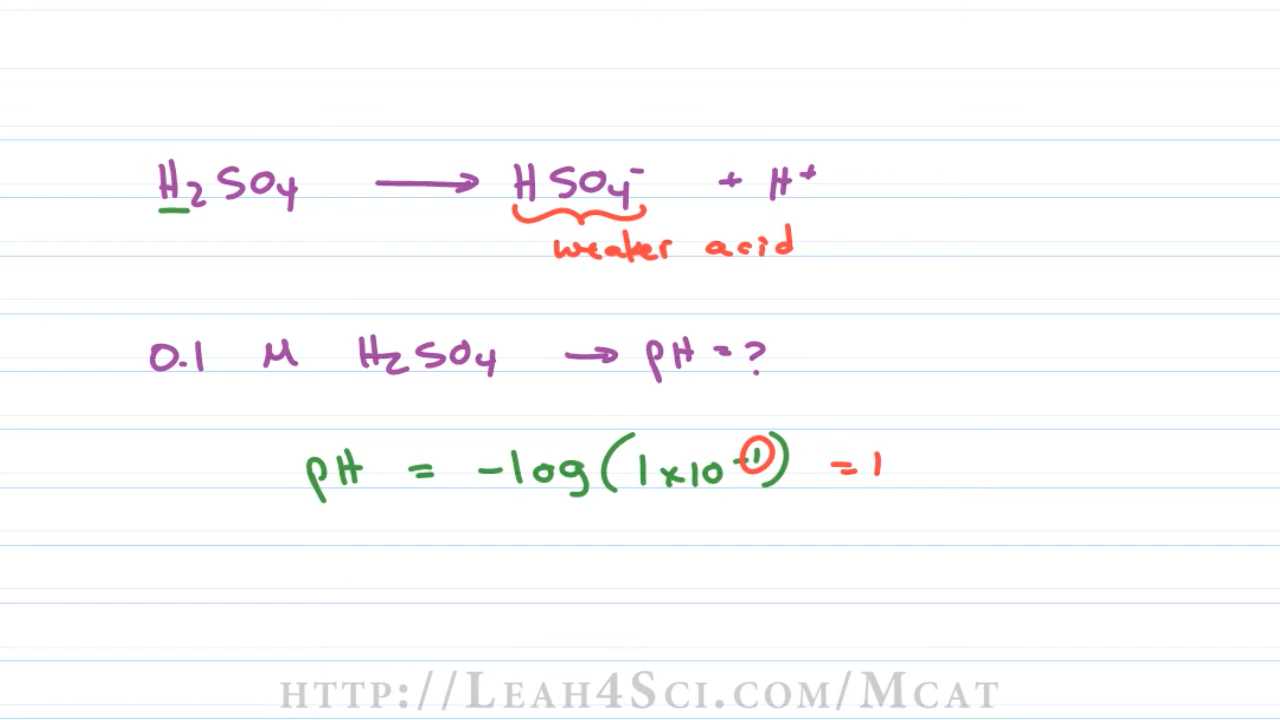 H₂SO₄ → HSO₄⁻ + H⁺
weaker acid
0.1 M H₂SO₄ → pH = ?
pH = -log(1x10⁻¹) = 1
HTTP://LEAH4SCI.COM/MCAT